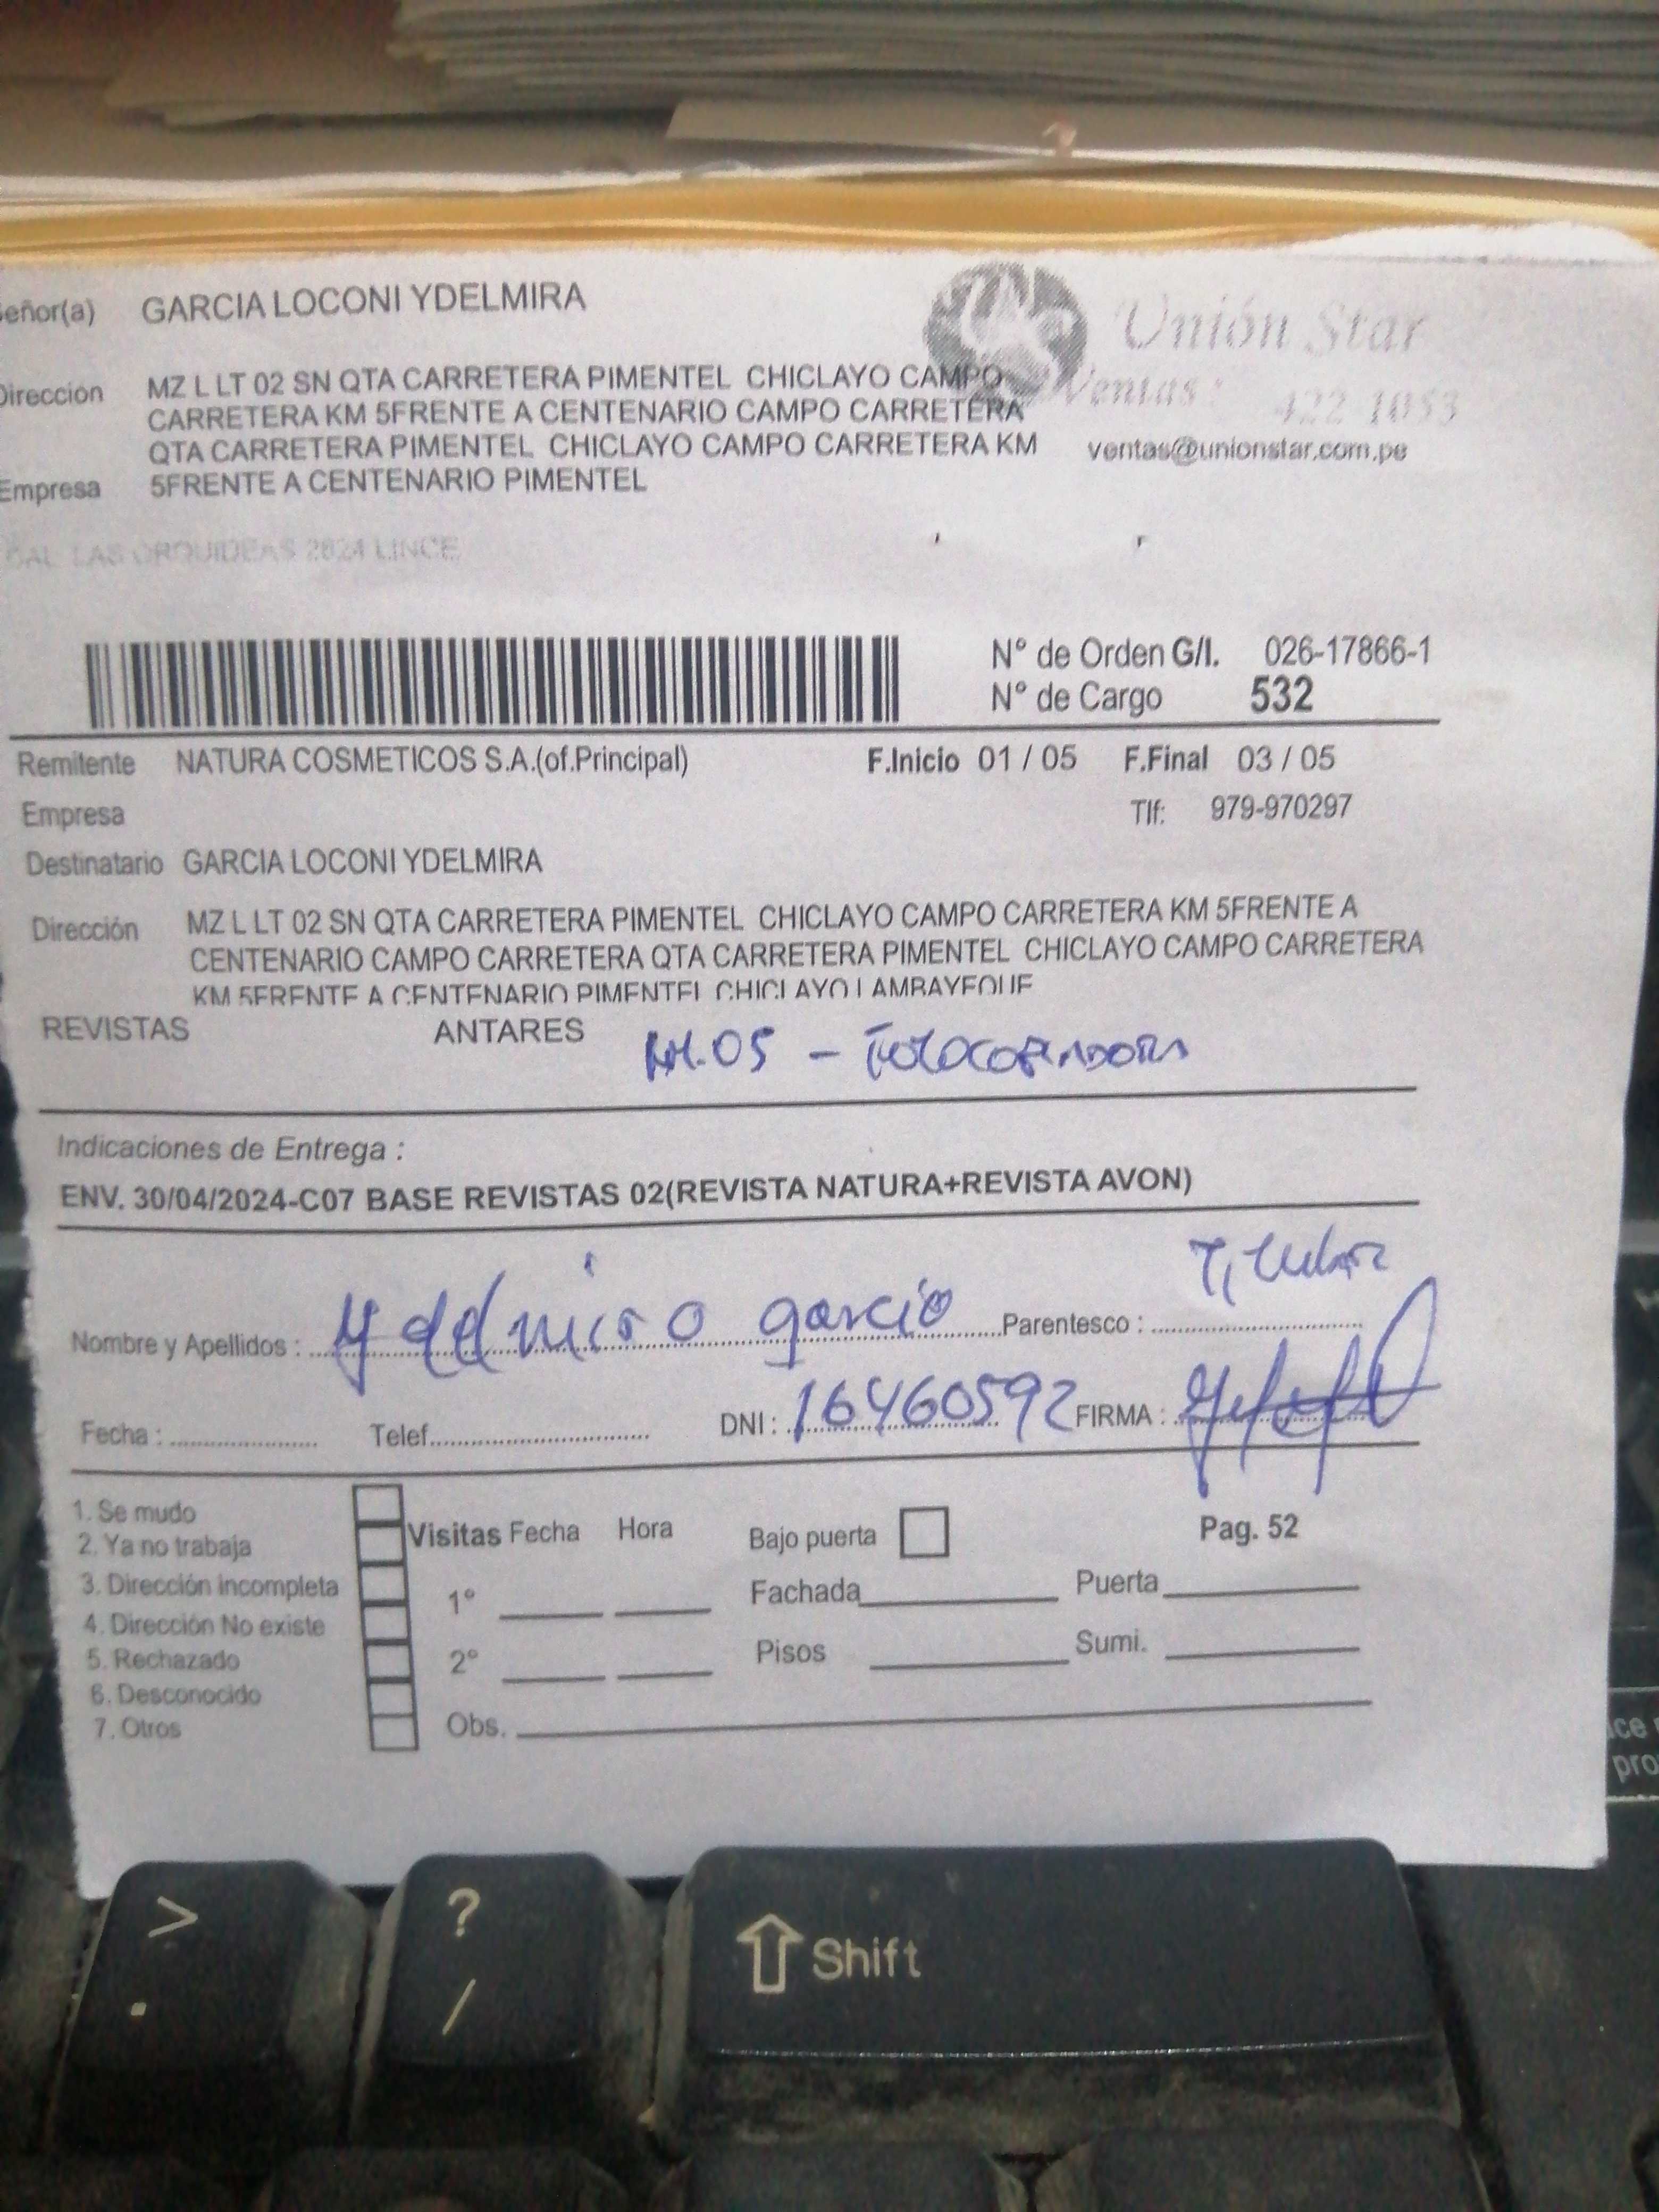 Señor(a) GARCIA LOCONI YDELMIRA
Unión Star
Direccion MZ L LT 02 SN QTA CARRETERA PIMENTEL CHICLAYO CAMPO
Ventas: 422 1053
CARRETERA KM 5FRENTE A CENTENARIO CAMPO CARRETERA
QTA CARRETERA PIMENTEL CHICLAYO CAMPO CARRETERA KM
ventas@unionstar.com.pe
Empresa 5FRENTE A CENTENARIO PIMENTEL
CAL LAS ORQUIDEAS 2624 LINCE
N° de Orden G/I. 026-17866-1
N° de Cargo 532
Remitente NATURA COSMETICOS S.A.(of.Principal) F.Inicio 01 / 05 F.Final 03 / 05
Empresa Tlf: 979-970297
Destinatario GARCIA LOCONI YDELMIRA
Dirección MZ L LT 02 SN QTA CARRETERA PIMENTEL CHICLAYO CAMPO CARRETERA KM 5FRENTE A
CENTENARIO CAMPO CARRETERA QTA CARRETERA PIMENTEL CHICLAYO CAMPO CARRETERA
KM 5FRENTE A CENTENARIO PIMENTEL CHICLAYO LAMBAYEQUE
REVISTAS ANTARES 05 - FOTOCOPIADORA
Indicaciones de Entrega :
ENV. 30/04/2024-C07 BASE REVISTAS 02(REVISTA NATURA+REVISTA AVON)
Nombre y Apellidos : Ydelmira garcia Parentesco : Titular
Fecha : Telef. DNI : 16460592 FIRMA :
1. Se mudo
2. Ya no trabaja
3. Dirección incompleta
4. Dirección No existe
5. Rechazado
6. Desconocido
7. Otros
Visitas Fecha Hora Bajo puerta Pag. 52
1° Fachada Puerta
2° Pisos Sumi.
Obs.
>
.
?
/
Shift